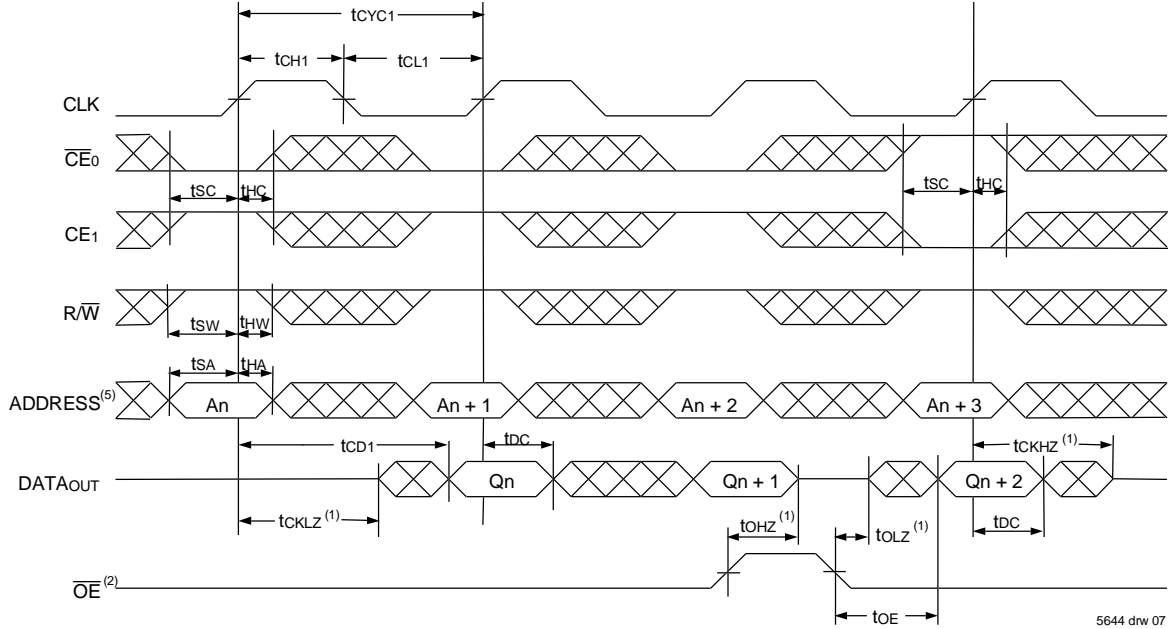 tCYC1
tCH1 tCL1
CLK
CE0
tSC tHC tSC tHC
CE1
R/W
tSW tHW
tSA tHA
ADDRESS(5) An An + 1 An + 2 An + 3
tCD1 tDC tCKHZ (1)
DATAOUT Qn Qn + 1 Qn + 2
tCKLZ (1) tOHZ (1) tOLZ (1) tDC
OE (2)
tOE
5644 drw 07